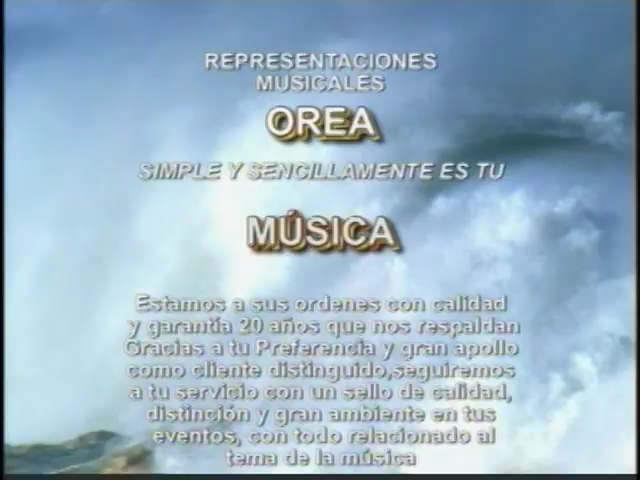 REPRESENTACIONES
MUSICALES
OREA
SIMPLE Y SENCILLAMENTE ES TU
MÚSICA
Estamos a sus ordenes con calidad
y garantía 20 años que nos respaldan
Gracias a tu Preferencia y gran apollo
como cliente distinguido,seguiremos
a tu servicio con un sello de calidad,
distinción y gran ambiente en tus
eventos, con todo relacionado al
tema de la música